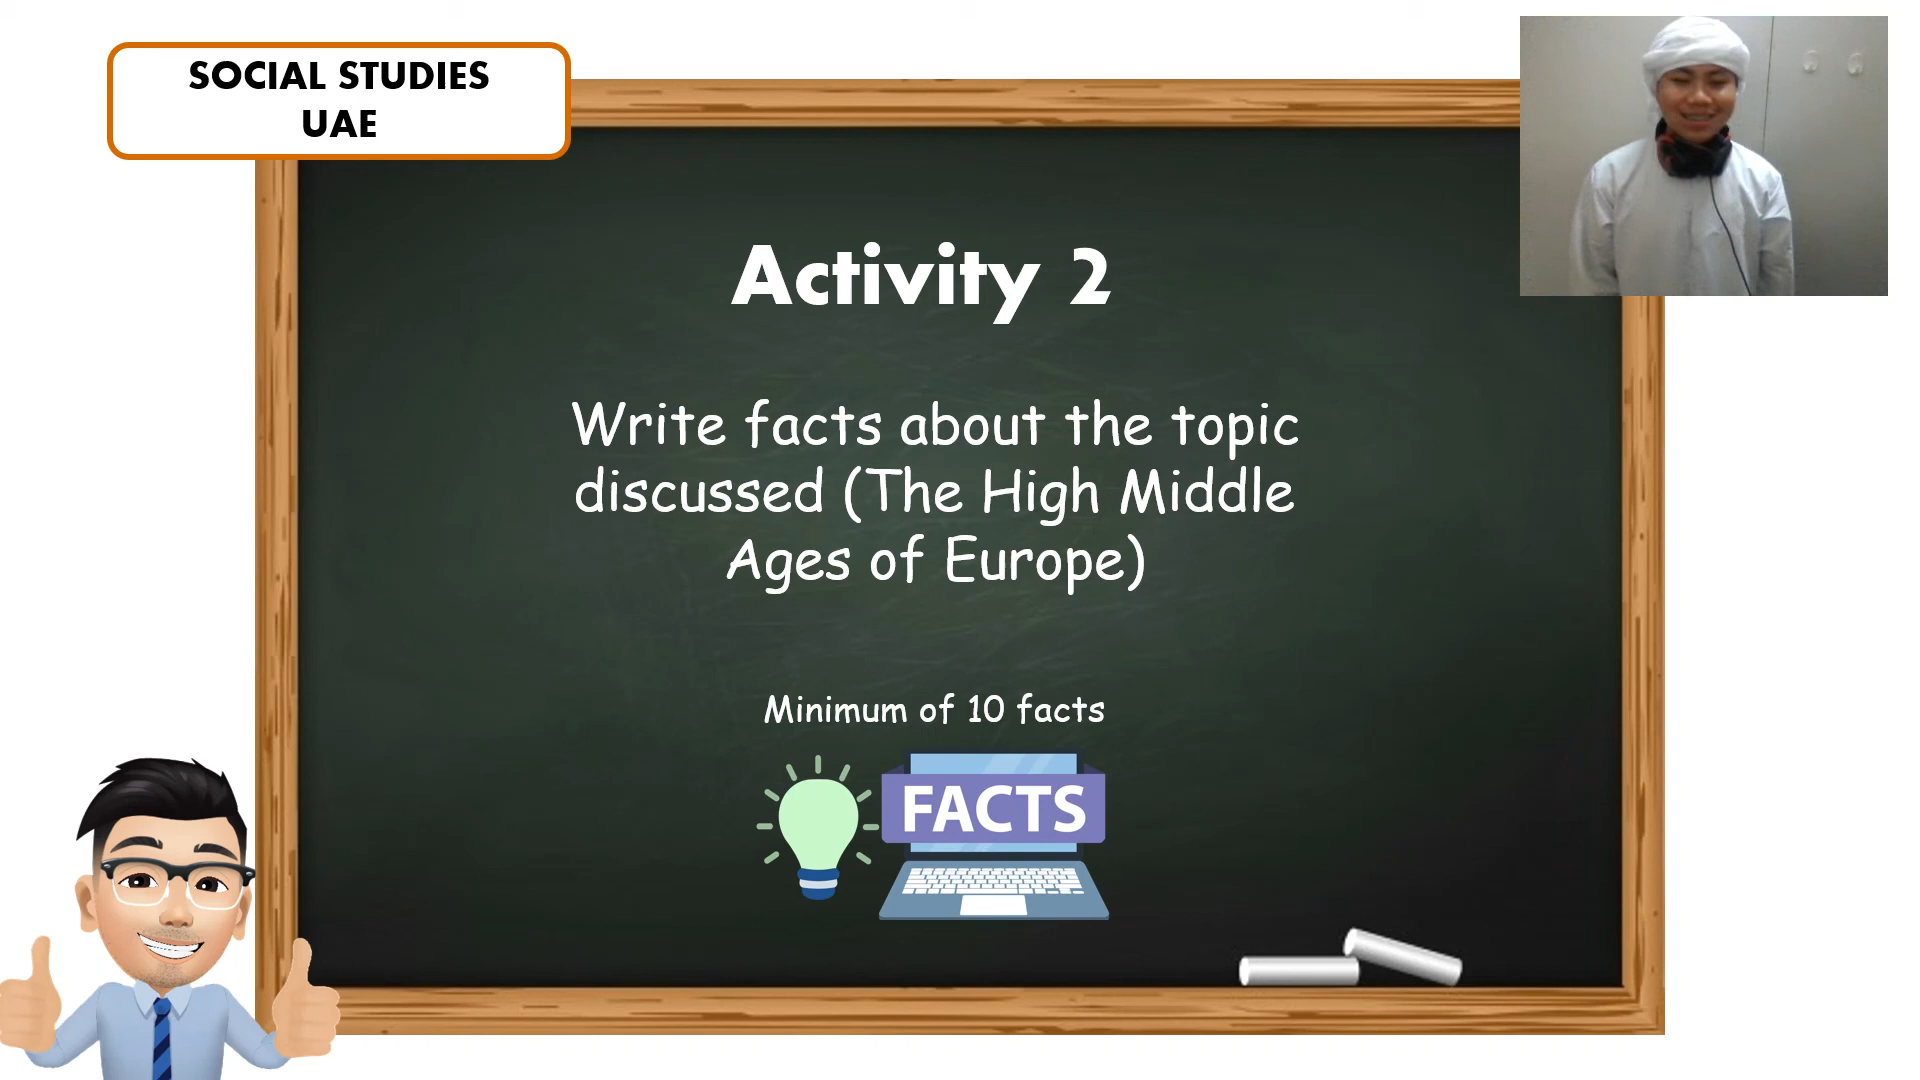 SOCIAL STUDIES
UAE
Activity 2
Write facts about the topic
discussed (The High Middle
Ages of Europe)
Minimum of 10 facts
FACTS